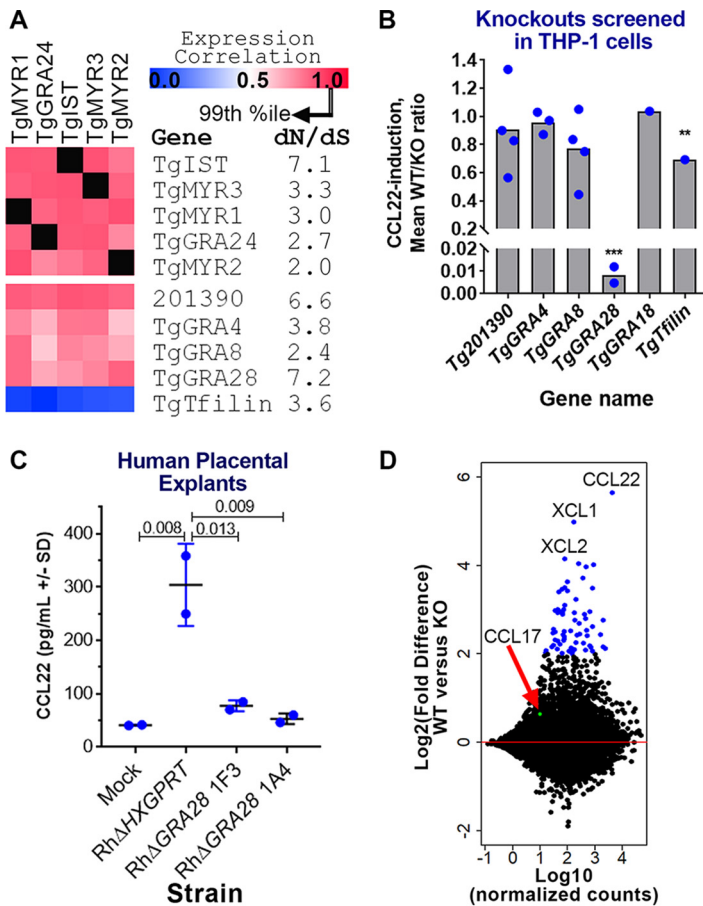 A
TgMYR1
TgGRA24
TgIST
TgMYR3
TgMYR2
Expression
Correlation
0.0 0.5 1.0
99th %ile
Gene dN/dS
TgIST 7.1
TgMYR3 3.3
TgMYR1 3.0
TgGRA24 2.7
TgMYR2 2.0
201390 6.6
TgGRA4 3.8
TgGRA8 2.4
TgGRA28 7.2
TgTfilin 3.6
B
Knockouts screened
in THP-1 cells
CCL22-induction,
Mean WT/KO ratio
1.4
1.2
1.0
0.8
0.6
0.4
0.2
0.02
0.01
0.00
***
**
Tg201390
TgGRA4
TgGRA8
TgGRA28
TgGRA18
TgTfilin
Gene name
C
Human Placental
Explants
0.009
0.008
0.013
CCL22 (pg/mL +/- SD)
400
300
200
100
0
Mock
RhΔHXGPRT
RhΔGRA28 1F3
RhΔGRA28 1A4
Strain
D
Log2(Fold Difference)
WT versus KO
6
4
2
0
-2
CCL22
XCL1
XCL2
CCL17
-1 0 1 2 3 4
Log10
(normalized counts)